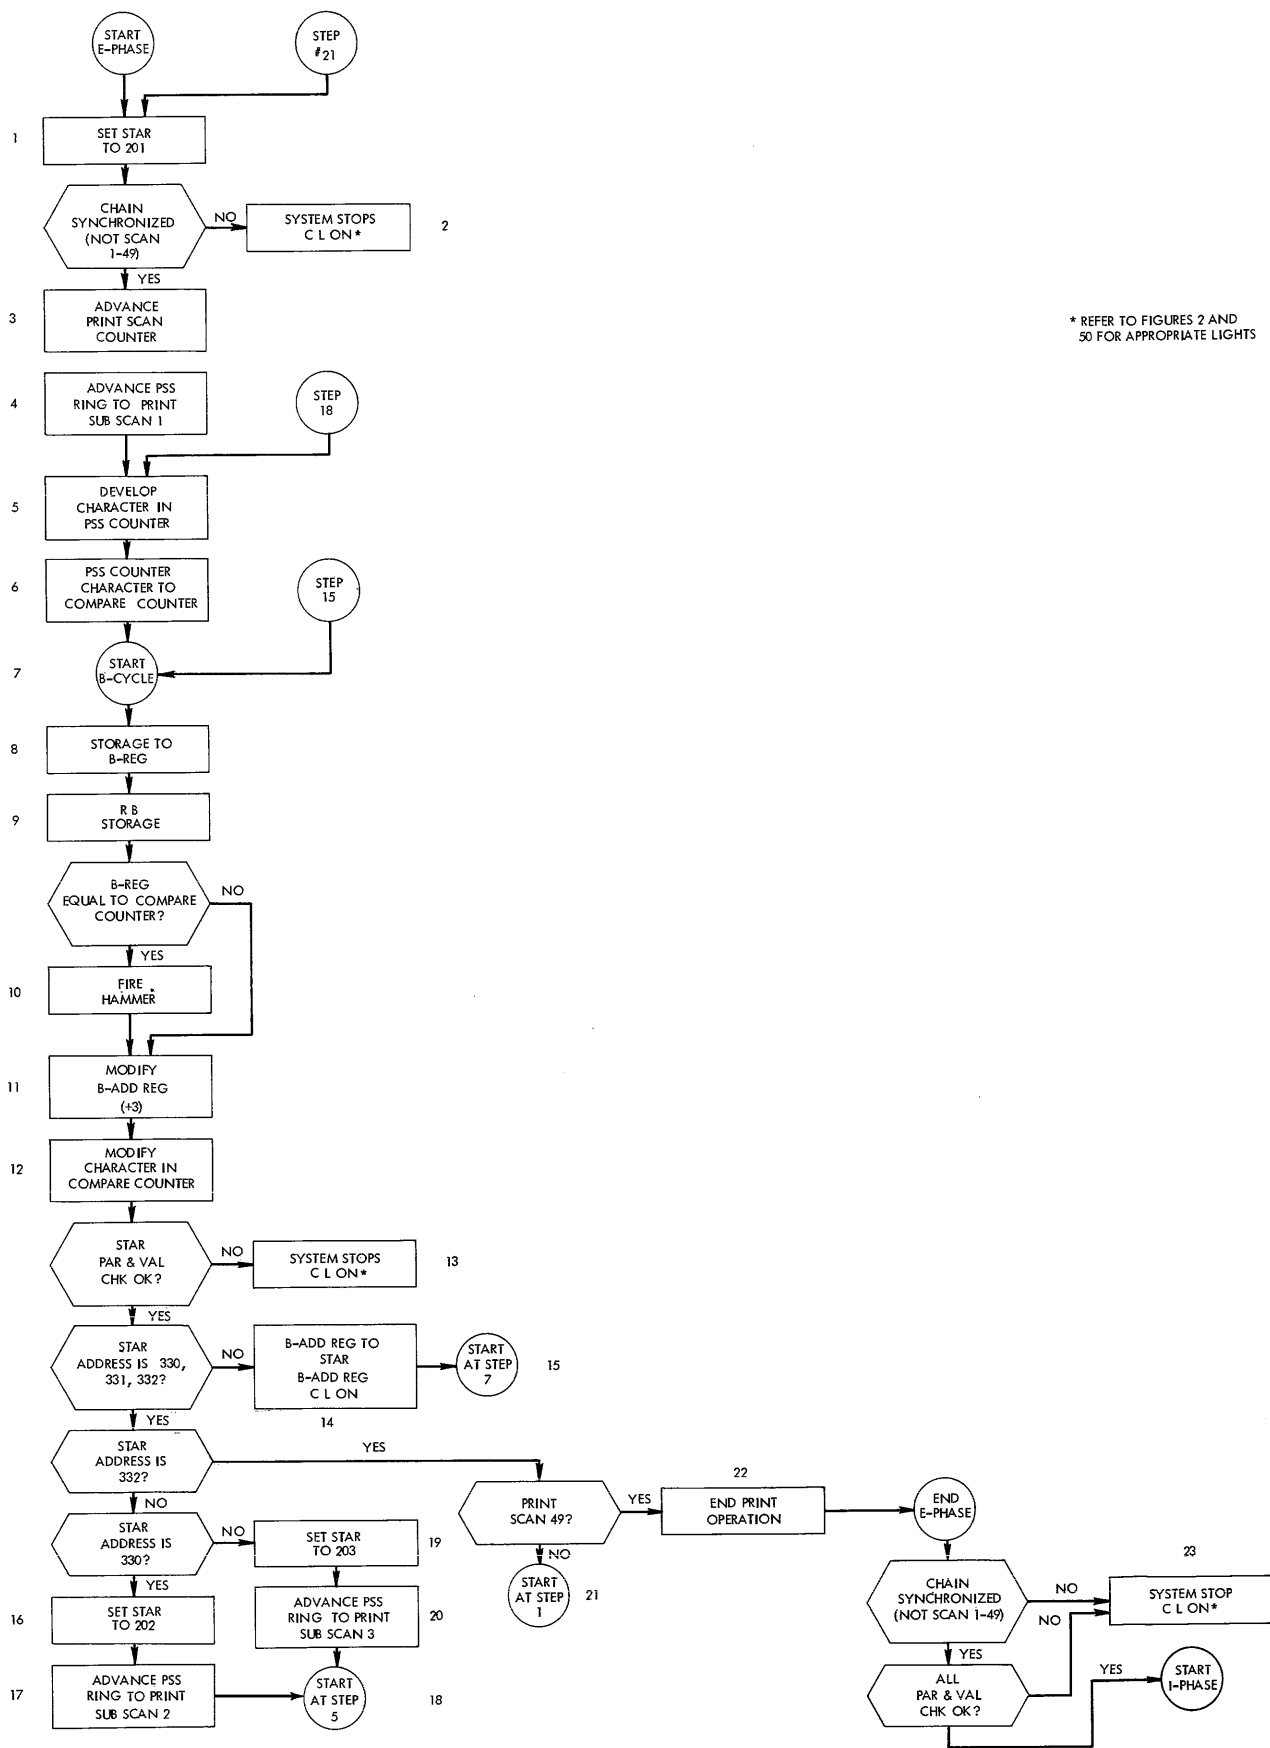 START
E-PHASE
STEP
#21
1
SET STAR
TO 201
CHAIN
SYNCHRONIZED
(NOT SCAN
1-49)
NO
SYSTEM STOPS
C L ON*
2
YES
3
ADVANCE
PRINT SCAN
COUNTER
* REFER TO FIGURES 2 AND
50 FOR APPROPRIATE LIGHTS
4
ADVANCE PSS
RING TO PRINT
SUB SCAN 1
STEP
18
5
DEVELOP
CHARACTER IN
PSS COUNTER
6
PSS COUNTER
CHARACTER TO
COMPARE COUNTER
STEP
15
7
START
B-CYCLE
8
STORAGE TO
B-REG
9
R B
STORAGE
B-REG
EQUAL TO COMPARE
COUNTER?
NO
YES
10
FIRE
HAMMER
11
MODIFY
B-ADD REG
(+3)
12
MODIFY
CHARACTER IN
COMPARE COUNTER
STAR
PAR & VAL
CHK OK?
NO
SYSTEM STOPS
C L ON*
13
YES
STAR
ADDRESS IS 330,
331, 332?
NO
B-ADD REG TO
STAR
B-ADD REG
C L ON
START
AT STEP
7
15
14
YES
STAR
ADDRESS IS
332?
YES
NO
PRINT
SCAN 49?
YES
22
END PRINT
OPERATION
END
E-PHASE
NO
START
AT STEP
1
21
STAR
ADDRESS IS
330?
NO
SET STAR
TO 203
19
YES
16
SET STAR
TO 202
ADVANCE PSS
RING TO PRINT
SUB SCAN 3
20
17
ADVANCE PSS
RING TO PRINT
SUB SCAN 2
START
AT STEP
5
18
CHAIN
SYNCHRONIZED
(NOT SCAN 1-49)
NO
NO
23
SYSTEM STOP
C L ON*
YES
ALL
PAR & VAL
CHK OK?
YES
START
I-PHASE